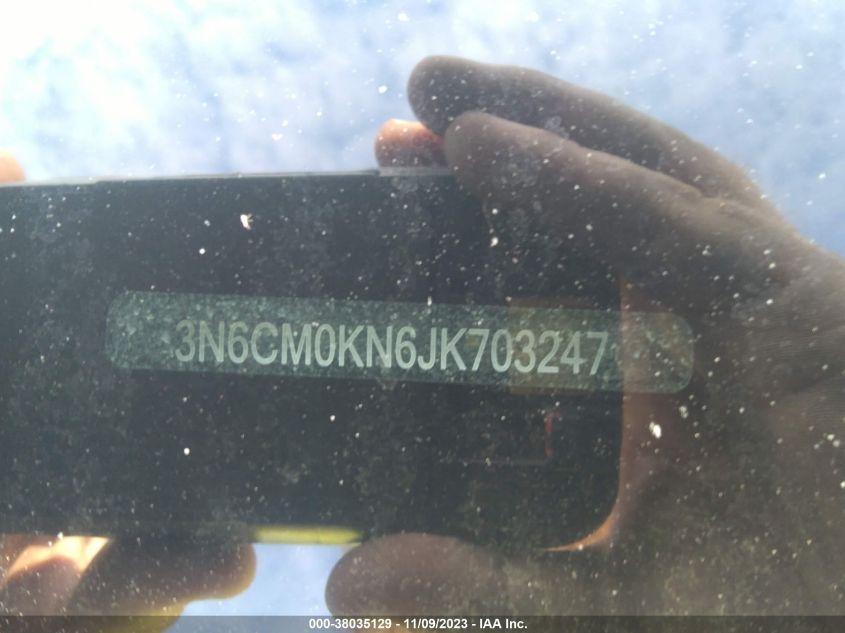 3N6CM0KN6JK703247
000-38035129 - 11/09/2023 - IAA Inc.